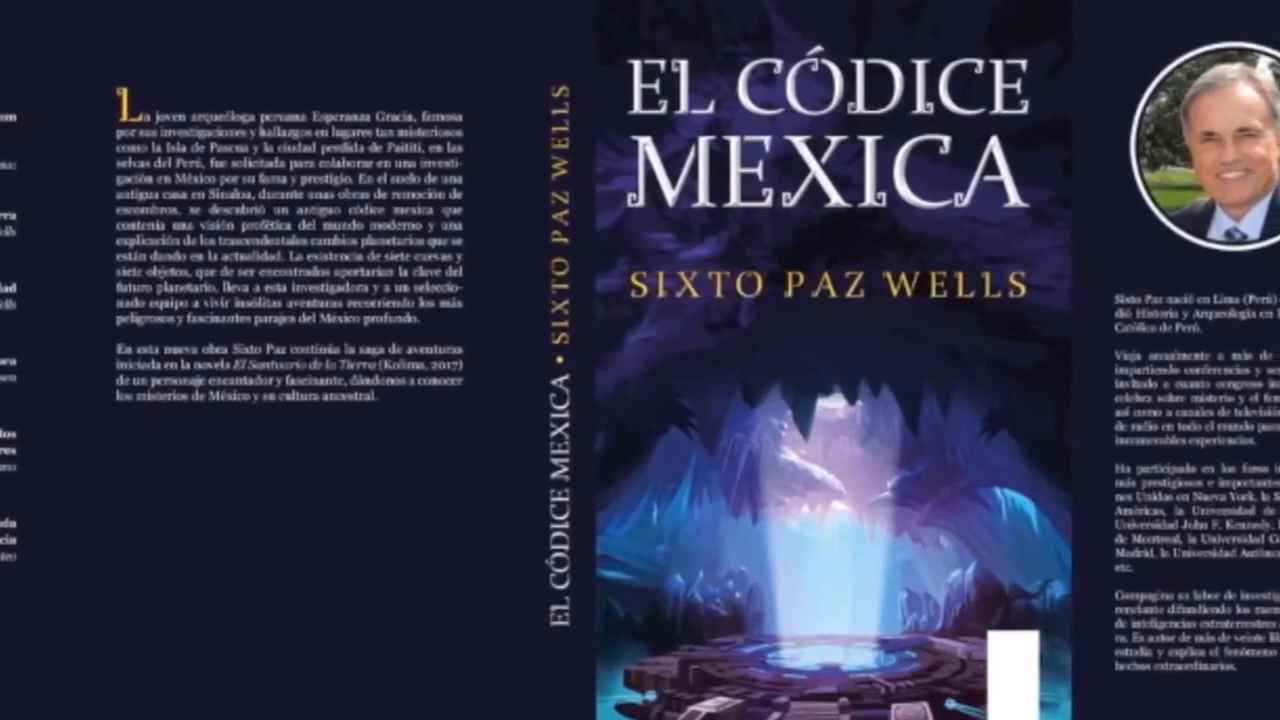 La joven arqueóloga peruana Esperanza Gracia, famosa
por sus investigaciones y hallazgos en lugares tan misteriosos
como la Isla de Pascua y la ciudad perdida de Paititi, en las
selvas del Perú, fue solicitada para colaborar en una investi-
gación en México por su fama y prestigio. En el suelo de una
antigua casa en Sinaloa, durante unas obras de remoción de
escombros, se descubrió un antiguo códice mexica que
contenía una visión profética del mundo moderno y una
explicación de los trascendentales cambios planetarios que se
están dando en la actualidad. La existencia de siete cuevas y
siete objetos, que de ser encontrados aportarían la clave del
futuro planetario, lleva a esta investigadora y a un seleccio-
nado equipo a vivir insólitas aventuras recorriendo los más
peligrosos y fascinantes parajes del México profundo.
En esta nueva obra Sixto Paz continúa la saga de aventuras
iniciada en la novela El Santuario de la Tierra (Kolima, 2017)
de un personaje encantador y fascinante, dándonos a conocer
los misterios de México y su cultura ancestral.
EL CÓDICE MEXICA • SIXTO PAZ WELLS
EL CÓDICE
MEXICA
SIXTO PAZ WELLS
Sixto Paz nació en Lima (Perú)
dió Historia y Arqueología en
Católica de Perú.
Viaja anualmente a más de
impartiendo conferencias y
invitado a cuanto congreso
celebra sobre misterio y el
así como a canales de televisión
de radio en todo el mundo para
innumerables experiencias.
Ha participado en los foros
más prestigiosos e importantes
nes Unidas en Nueva York, la
Américas, la Universidad de
Universidad John F. Kennedy,
de Montreal, la Universidad
Madrid, la Universidad
etc.
Compagina su labor de
renciante difundiendo los
de inteligencias extraterrestres
ra. Es autor de más de veinte
estudia y explica el fenómeno
hechos extraordinarios.